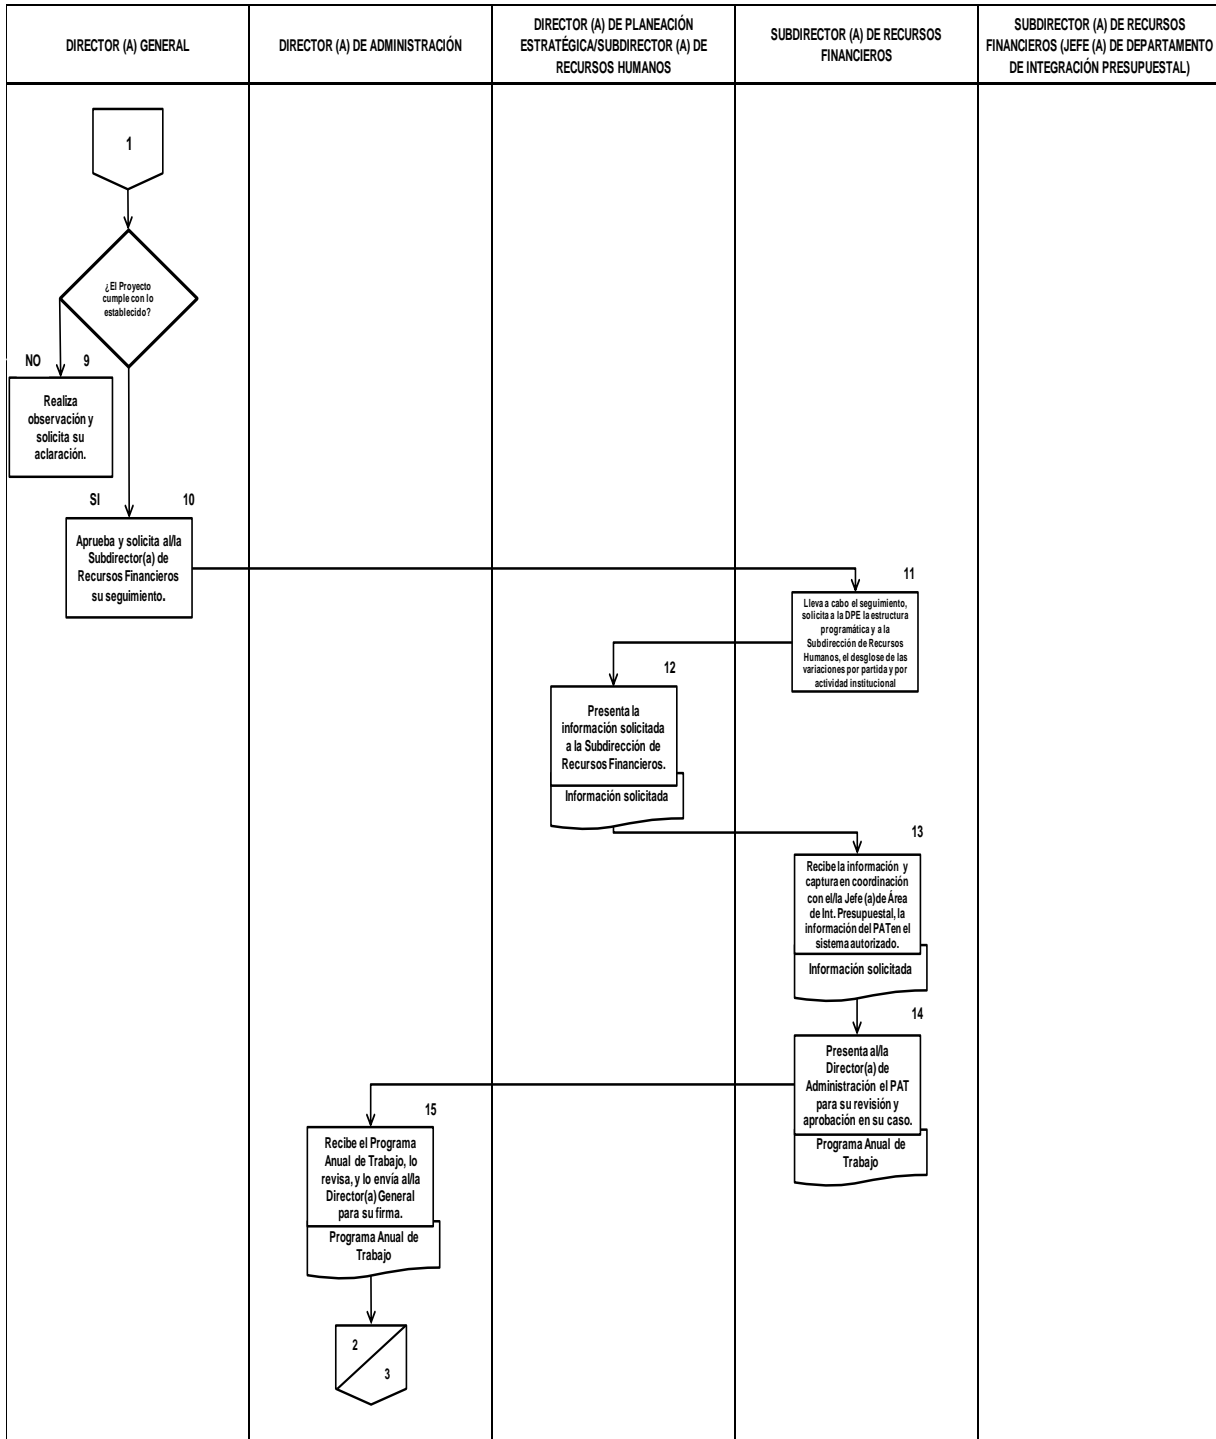 DIRECTOR (A) GENERAL
DIRECTOR (A) DE ADMINISTRACIÓN
DIRECTOR (A) DE PLANEACIÓN
ESTRATÉGICA/SUBDIRECTOR (A) DE
RECURSOS HUMANOS
SUBDIRECTOR (A) DE RECURSOS
FINANCIEROS
SUBDIRECTOR (A) DE RECURSOS
FINANCIEROS (JEFE (A) DE DEPARTAMENTO
DE INTEGRACIÓN PRESUPUESTAL)
1
¿El Proyecto
cumple con lo
establecido?
NO
9
Realiza
observación y
solicita su
aclaración.
SI
10
Aprueba y solicita al/la
Subdirector(a) de
Recursos Financieros
su seguimiento.
11
Lleva a cabo el seguimiento,
solicita a la DPE la estructura
programática y a la
Subdirección de Recursos
Humanos, el desglose de las
variaciones por partida y por
actividad institucional
12
Presenta la
información solicitada
a la Subdirección de
Recursos Financieros.
Información solicitada
13
Recibe la información y
captura en coordinación
con el/la Jefe (a)de Área
de Int. Presupuestal, la
información del PATen el
sistema autorizado.
Información solicitada
14
Presenta al/la
Director(a) de
Administración el PAT
para su revisión y
aprobación en su caso.
Programa Anual de
Trabajo
15
Recibe el Programa
Anual de Trabajo, lo
revisa, y lo envía al/la
Director(a) General
para su firma.
Programa Anual de
Trabajo
2
3